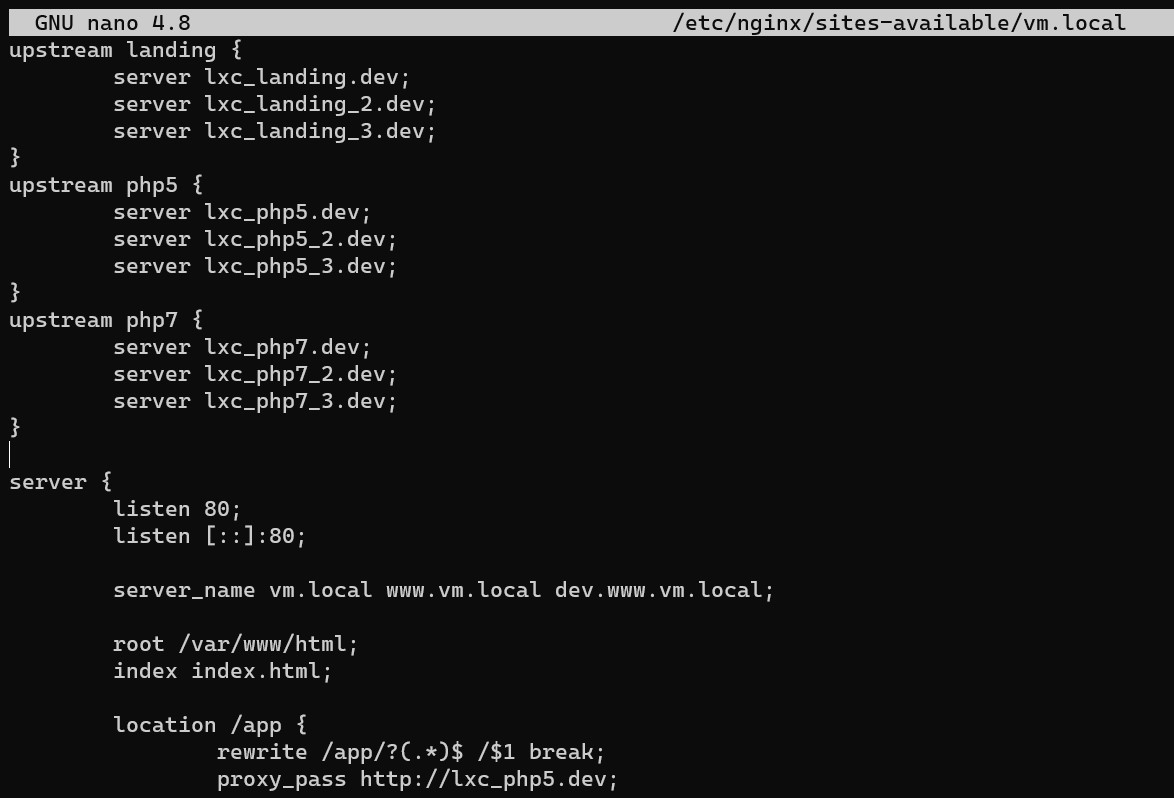 GNU nano 4.8 /etc/nginx/sites-available/vm.local
upstream landing {
        server lxc_landing.dev;
        server lxc_landing_2.dev;
        server lxc_landing_3.dev;
}
upstream php5 {
        server lxc_php5.dev;
        server lxc_php5_2.dev;
        server lxc_php5_3.dev;
}
upstream php7 {
        server lxc_php7.dev;
        server lxc_php7_2.dev;
        server lxc_php7_3.dev;
}
server {
        listen 80;
        listen [::]:80;
        server_name vm.local www.vm.local dev.www.vm.local;
        root /var/www/html;
        index index.html;
        location /app {
                rewrite /app/?(.*)$ /$1 break;
                proxy_pass http://lxc_php5.dev;